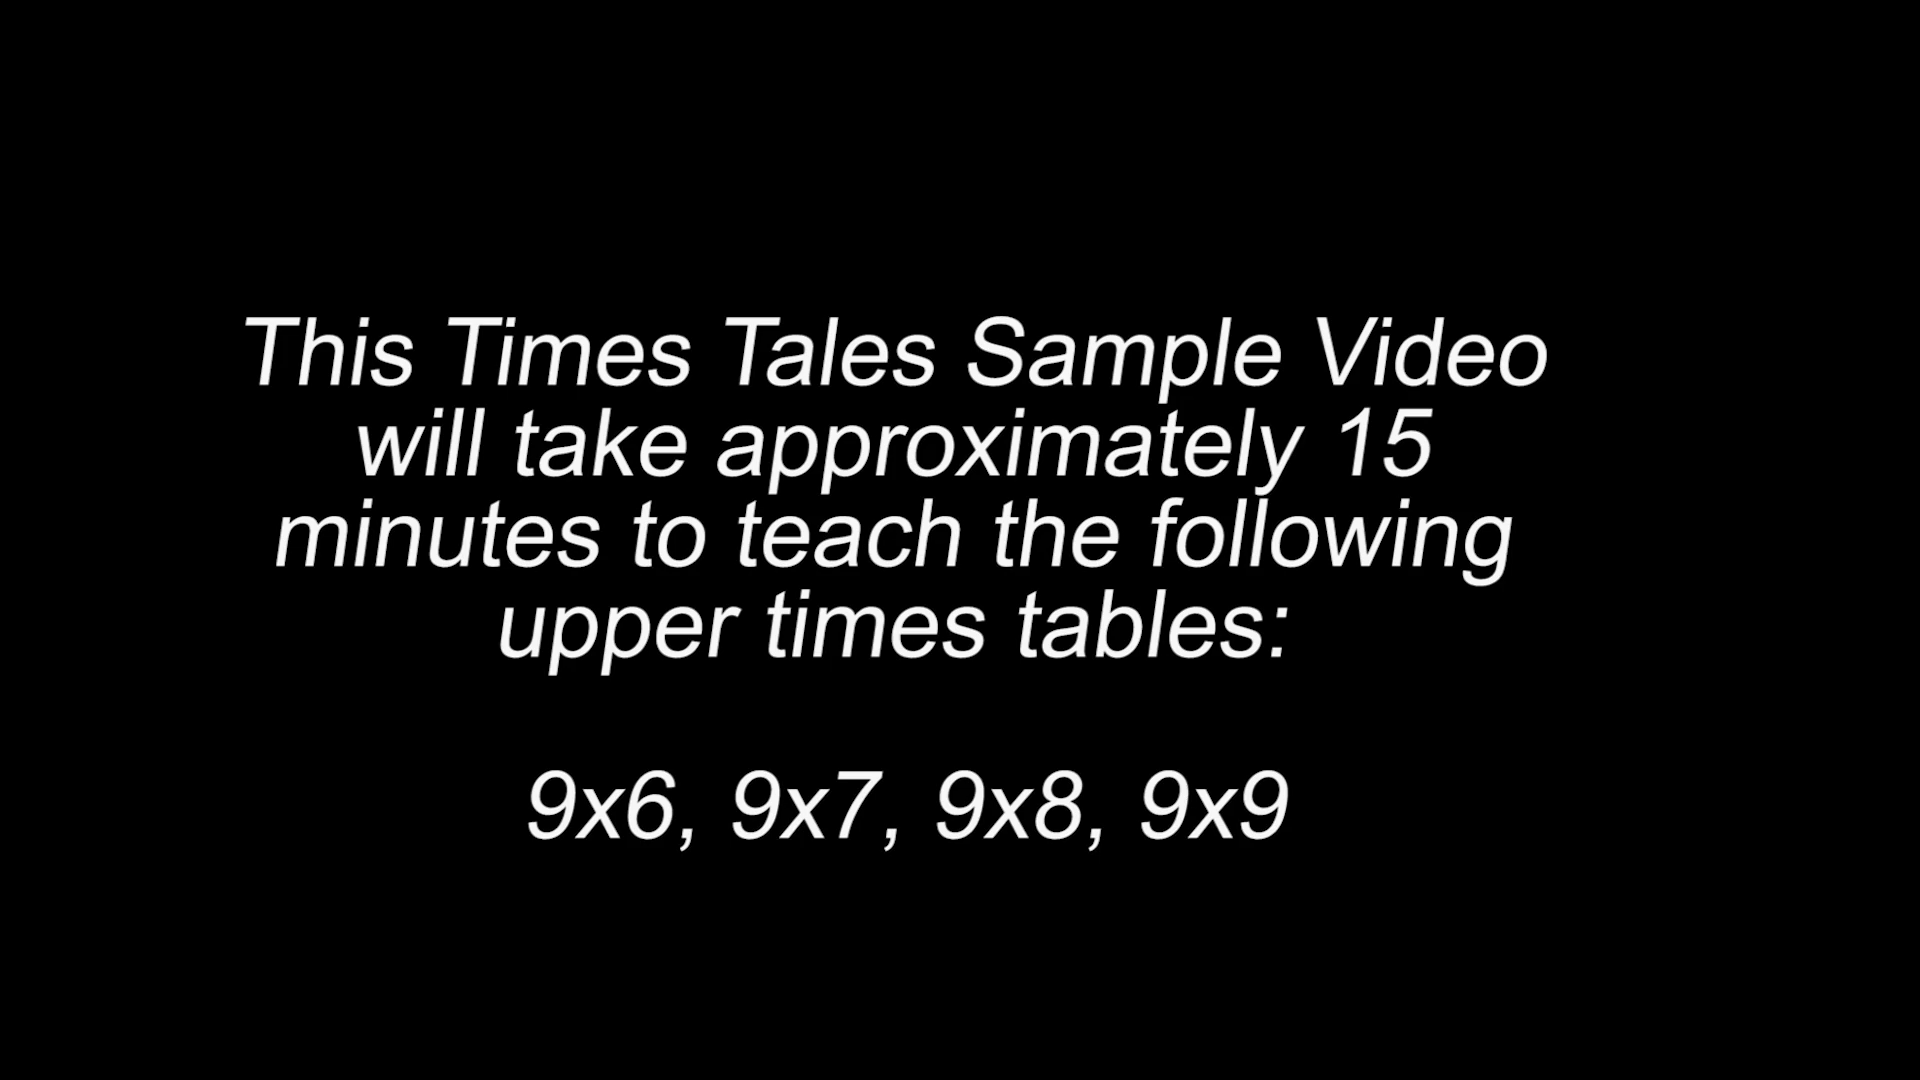 This Times Tales Sample Video
will take approximately 15
minutes to teach the following
upper times tables:
9x6, 9x7, 9x8, 9x9